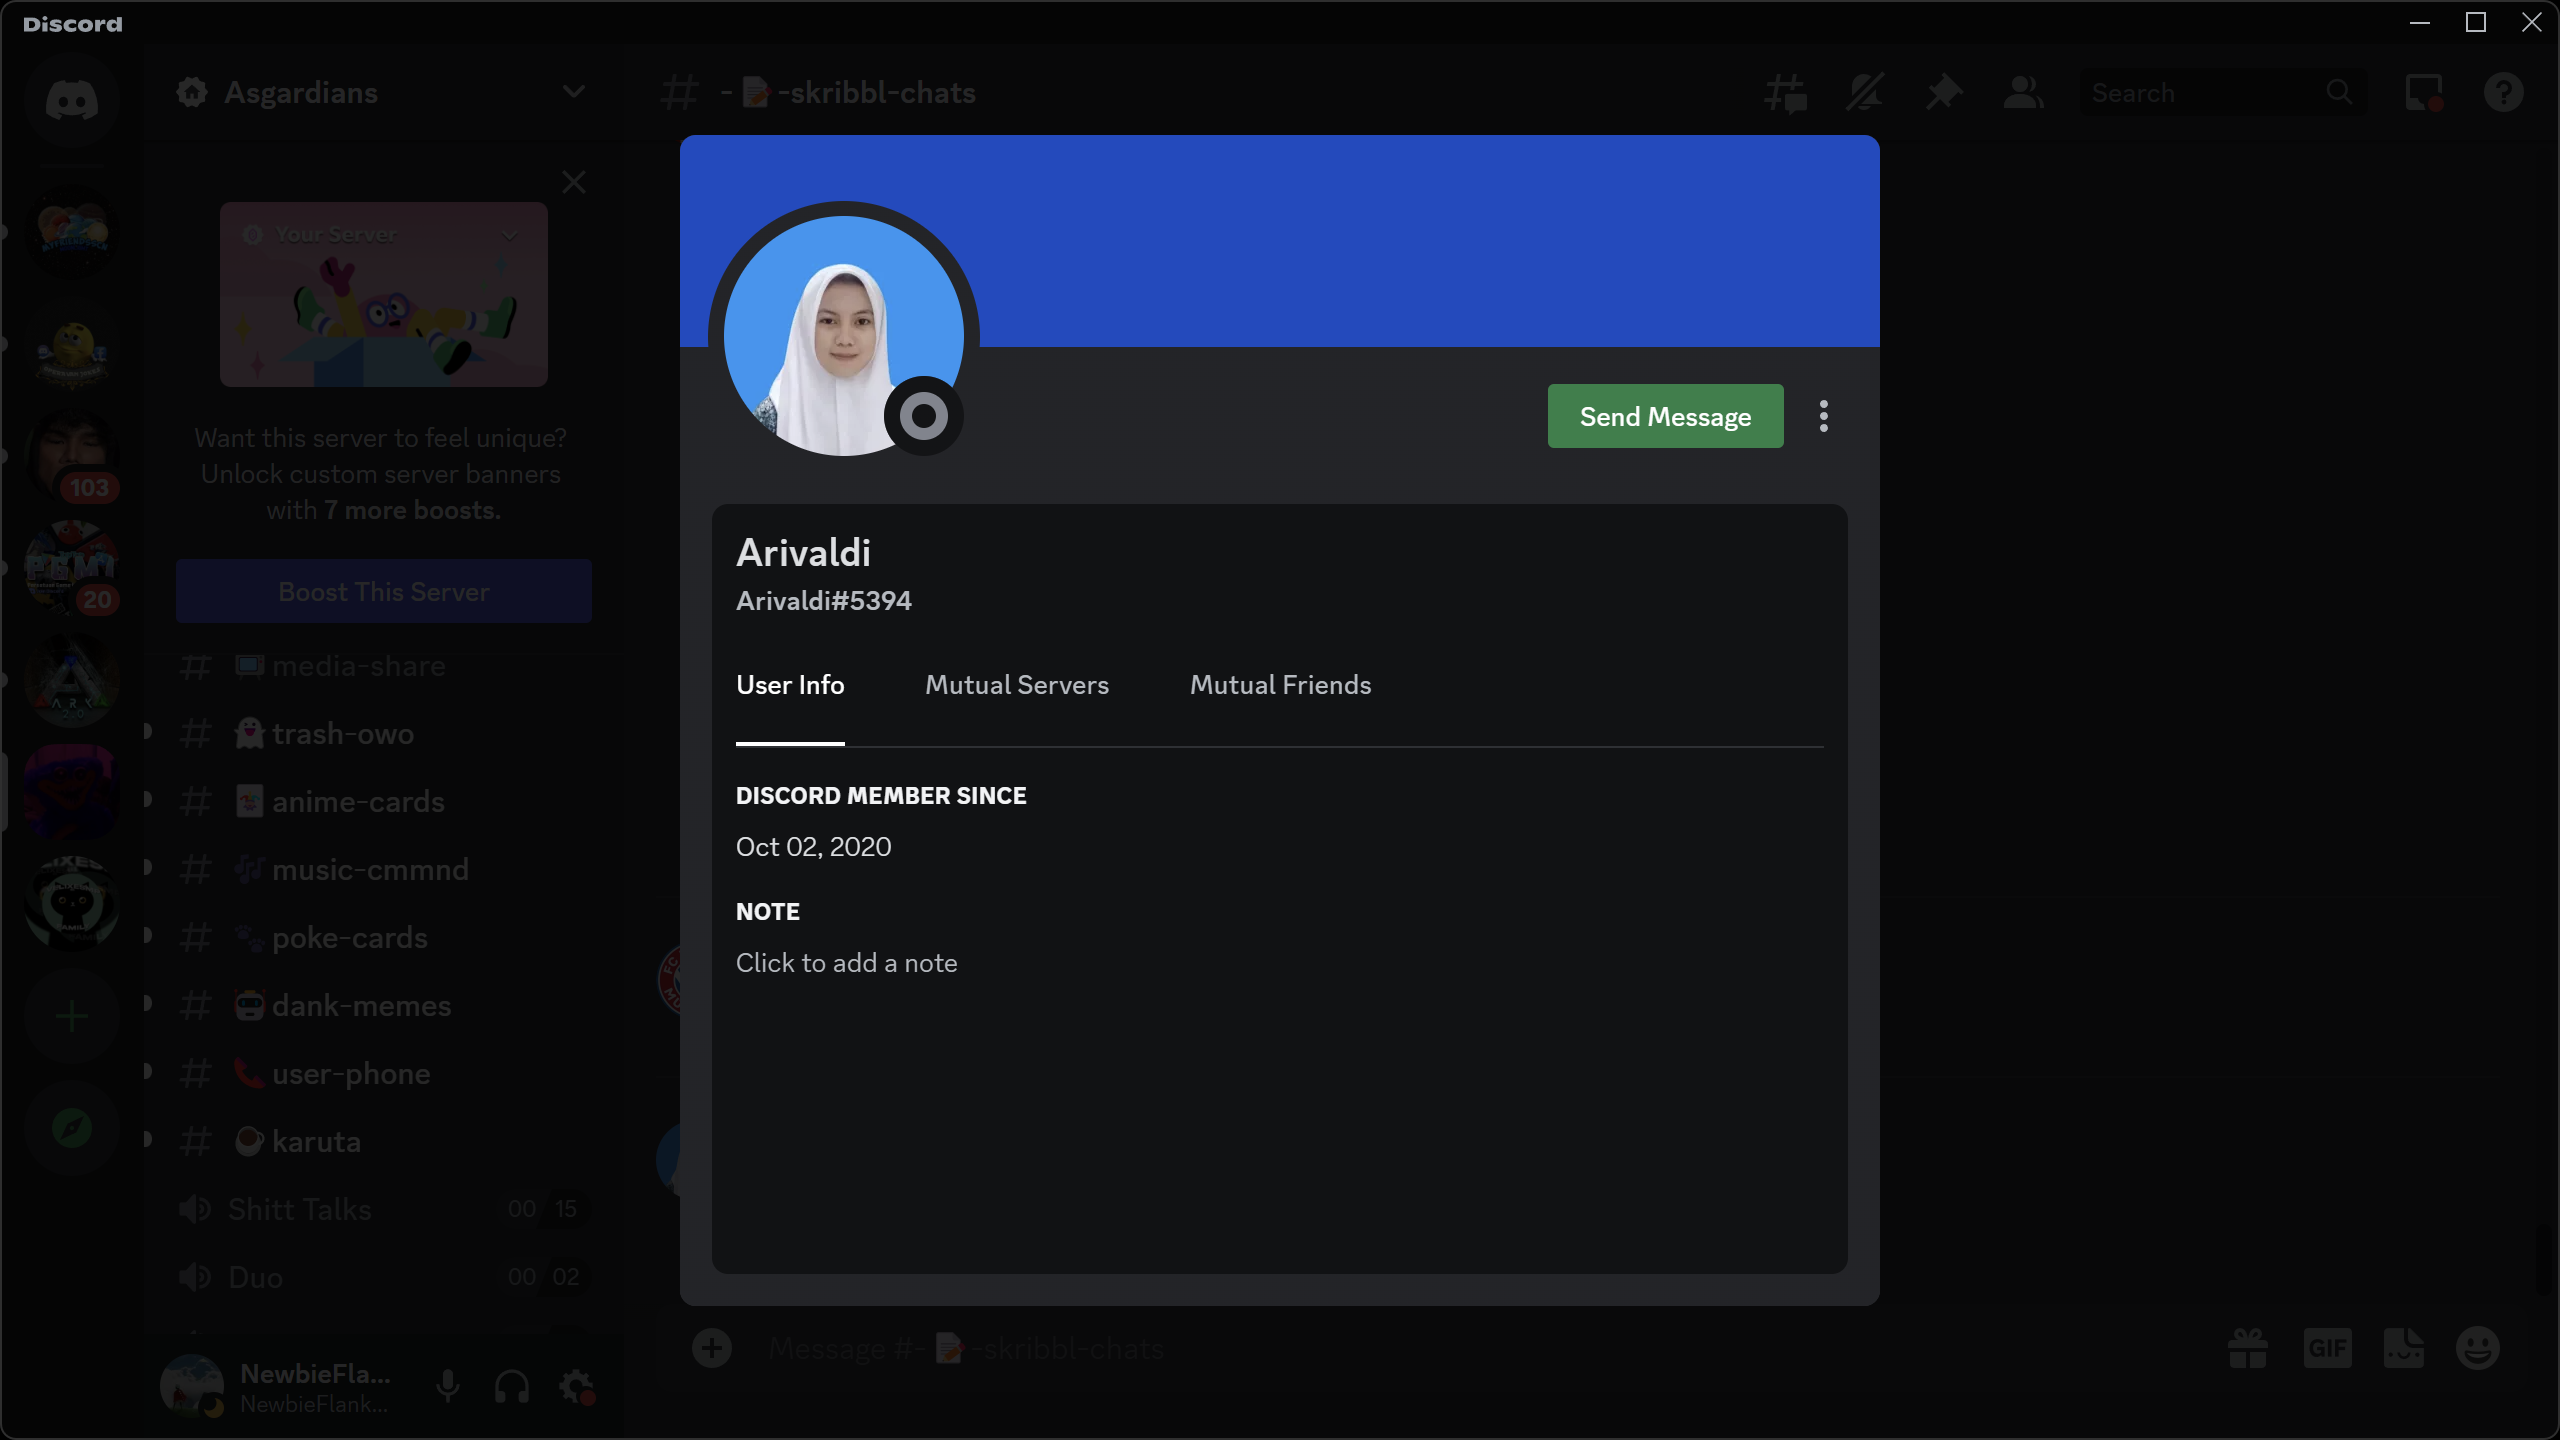 Discord
Asgardians
- 📝 -skribbl-chats
Search
Your Server
Want this server to feel unique?
Unlock custom server banners
with 7 more boosts.
Boost This Server
103
20
media-share
trash-owo
anime-cards
music-cmmnd
poke-cards
dank-memes
user-phone
karuta
Shitt Talks 00 15
Duo 00 02
NewbieFla...
NewbieFlank...
Send Message
Arivaldi
Arivaldi#5394
User Info Mutual Servers Mutual Friends
DISCORD MEMBER SINCE
Oct 02, 2020
NOTE
Click to add a note
Message #- 📝 -skribbl-chats
GIF